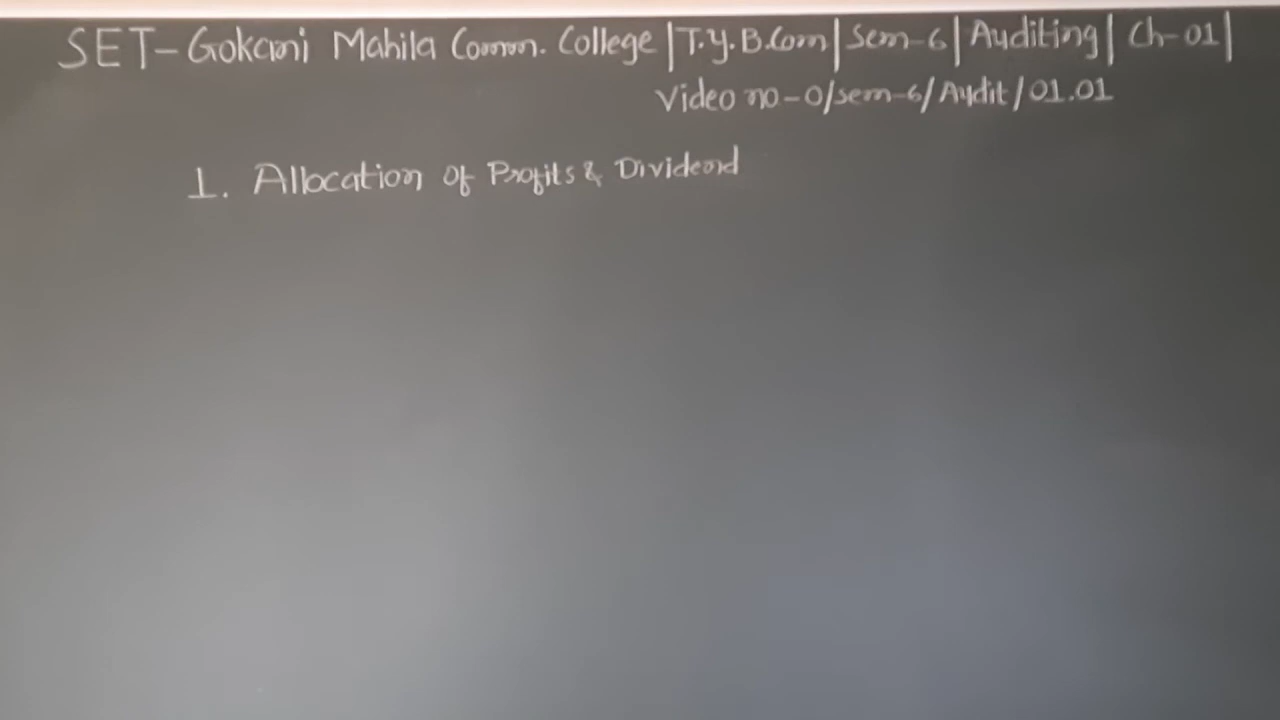 SET-Gokani Mahila Comm. College | T.Y.B.Com | Sem-6 | Auditing | Ch-01 |
Video no-0/sem-6/Audit/01.01
1. Allocation of Profits & Dividend